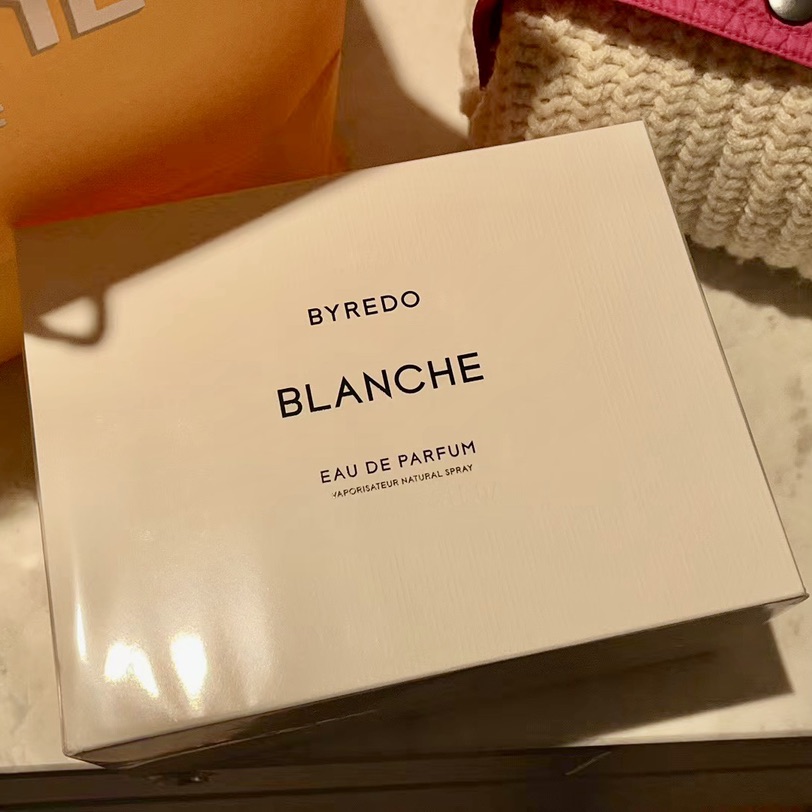 BYREDO
BLANCHE
EAU DE PARFUM
VAPORISATEUR NATURAL SPRAY